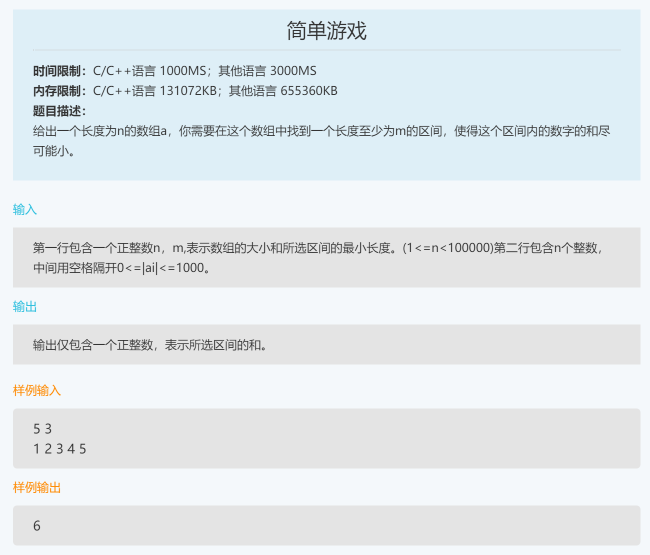 简单游戏
时间限制：C/C++语言 1000MS；其他语言 3000MS
内存限制：C/C++语言 131072KB；其他语言 655360KB
题目描述：
给出一个长度为n的数组a，你需要在这个数组中找到一个长度至少为m的区间，使得这个区间内的数字的和尽
可能小。
输入
第一行包含一个正整数n，m,表示数组的大小和所选区间的最小长度。(1<=n<100000)第二行包含n个整数，
中间用空格隔开0<=|ai|<=1000。
输出
输出仅包含一个正整数，表示所选区间的和。
样例输入
5 3
1 2 3 4 5
样例输出
6